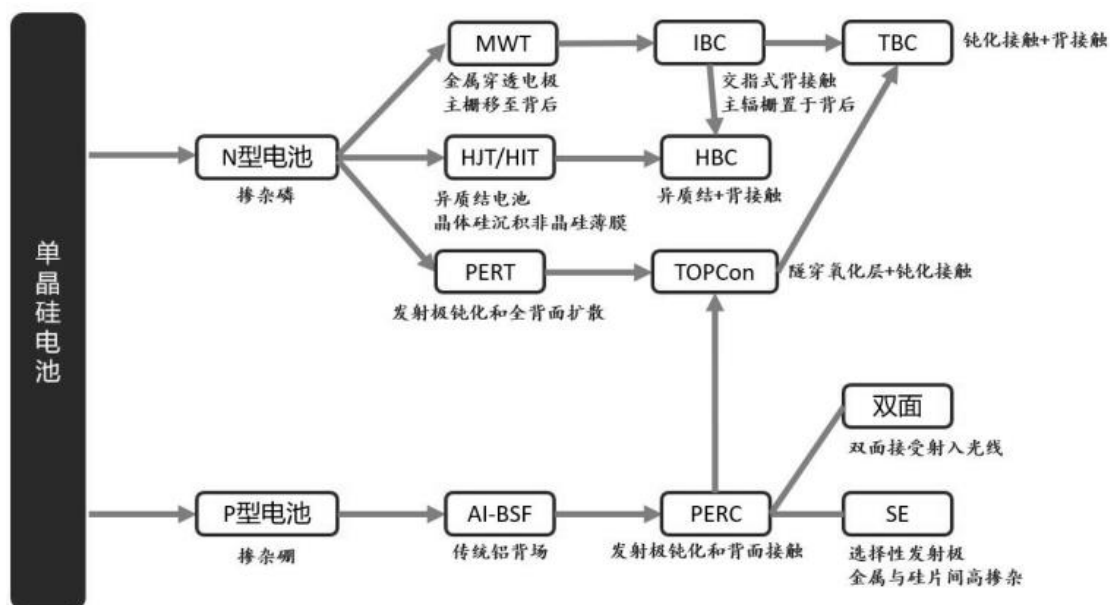 单晶硅电池
N型电池
掺杂磷
MWT
金属穿透电极
主栅移至背后
IBC
交指式背接触
主辐栅置于背后
TBC
钝化接触+背接触
HJT/HIT
异质结电池
晶体硅沉积非晶硅薄膜
HBC
异质结+背接触
PERT
发射极钝化和全背面扩散
TOPCon
隧穿氧化层+钝化接触
P型电池
掺杂硼
AI-BSF
传统铝背场
PERC
发射极钝化和背面接触
双面
双面接受射入光线
SE
选择性发射极
金属与硅片间高掺杂